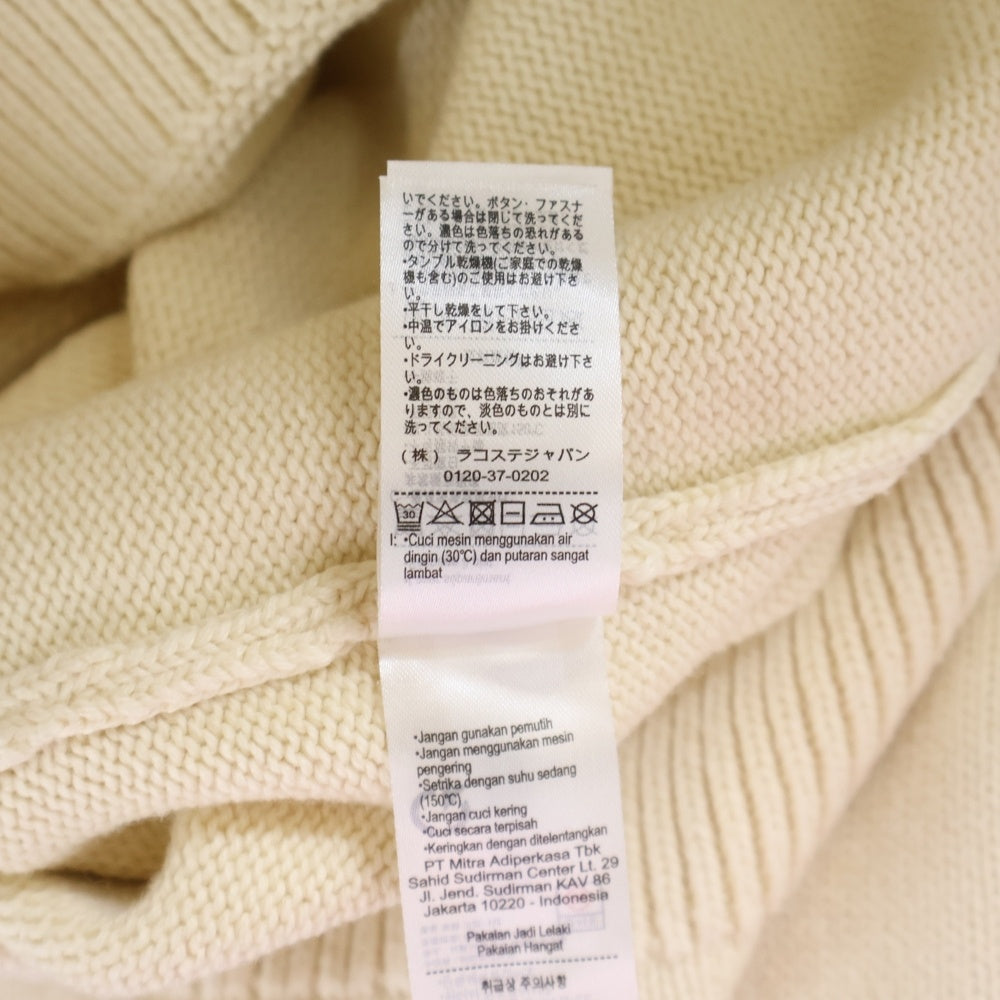 いでください。ボタン・ファスナ
ーがある場合は閉じて洗ってくだ
さい。濃色は色落ちの恐れがある
ので分けて洗ってください。
・タンブル乾燥機(ご家庭での乾燥
機も含む)のご使用はお避け下さ
い。
・平干し乾燥をして下さい。
・中温でアイロンをお掛けくださ
い。
・ドライクリーニングはお避け下さ
い。
・濃色のものは色落ちのおそれがあ
りますので、淡色のものとは別に
洗ってください。
(株) ラコステジャパン
0120-37-0202
30
I: •Cuci mesin menggunakan air
dingin (30°C) dan putaran sangat
lambat
•Jangan gunakan pemutih
•Jangan menggunakan mesin
pengering
•Setrika dengan suhu sedang
(150°C)
•Jangan cuci kering
•Cuci secara terpisah
•Keringkan dengan ditelentangkan
PT Mitra Adiperkasa Tbk
Sahid Sudirman Center Lt. 29
Jl. Jend. Sudirman KAV 86
Jakarta 10220 - Indonesia
Pakaian Jadi Lelaki
Pakaian Hangat
취급상 주의사항